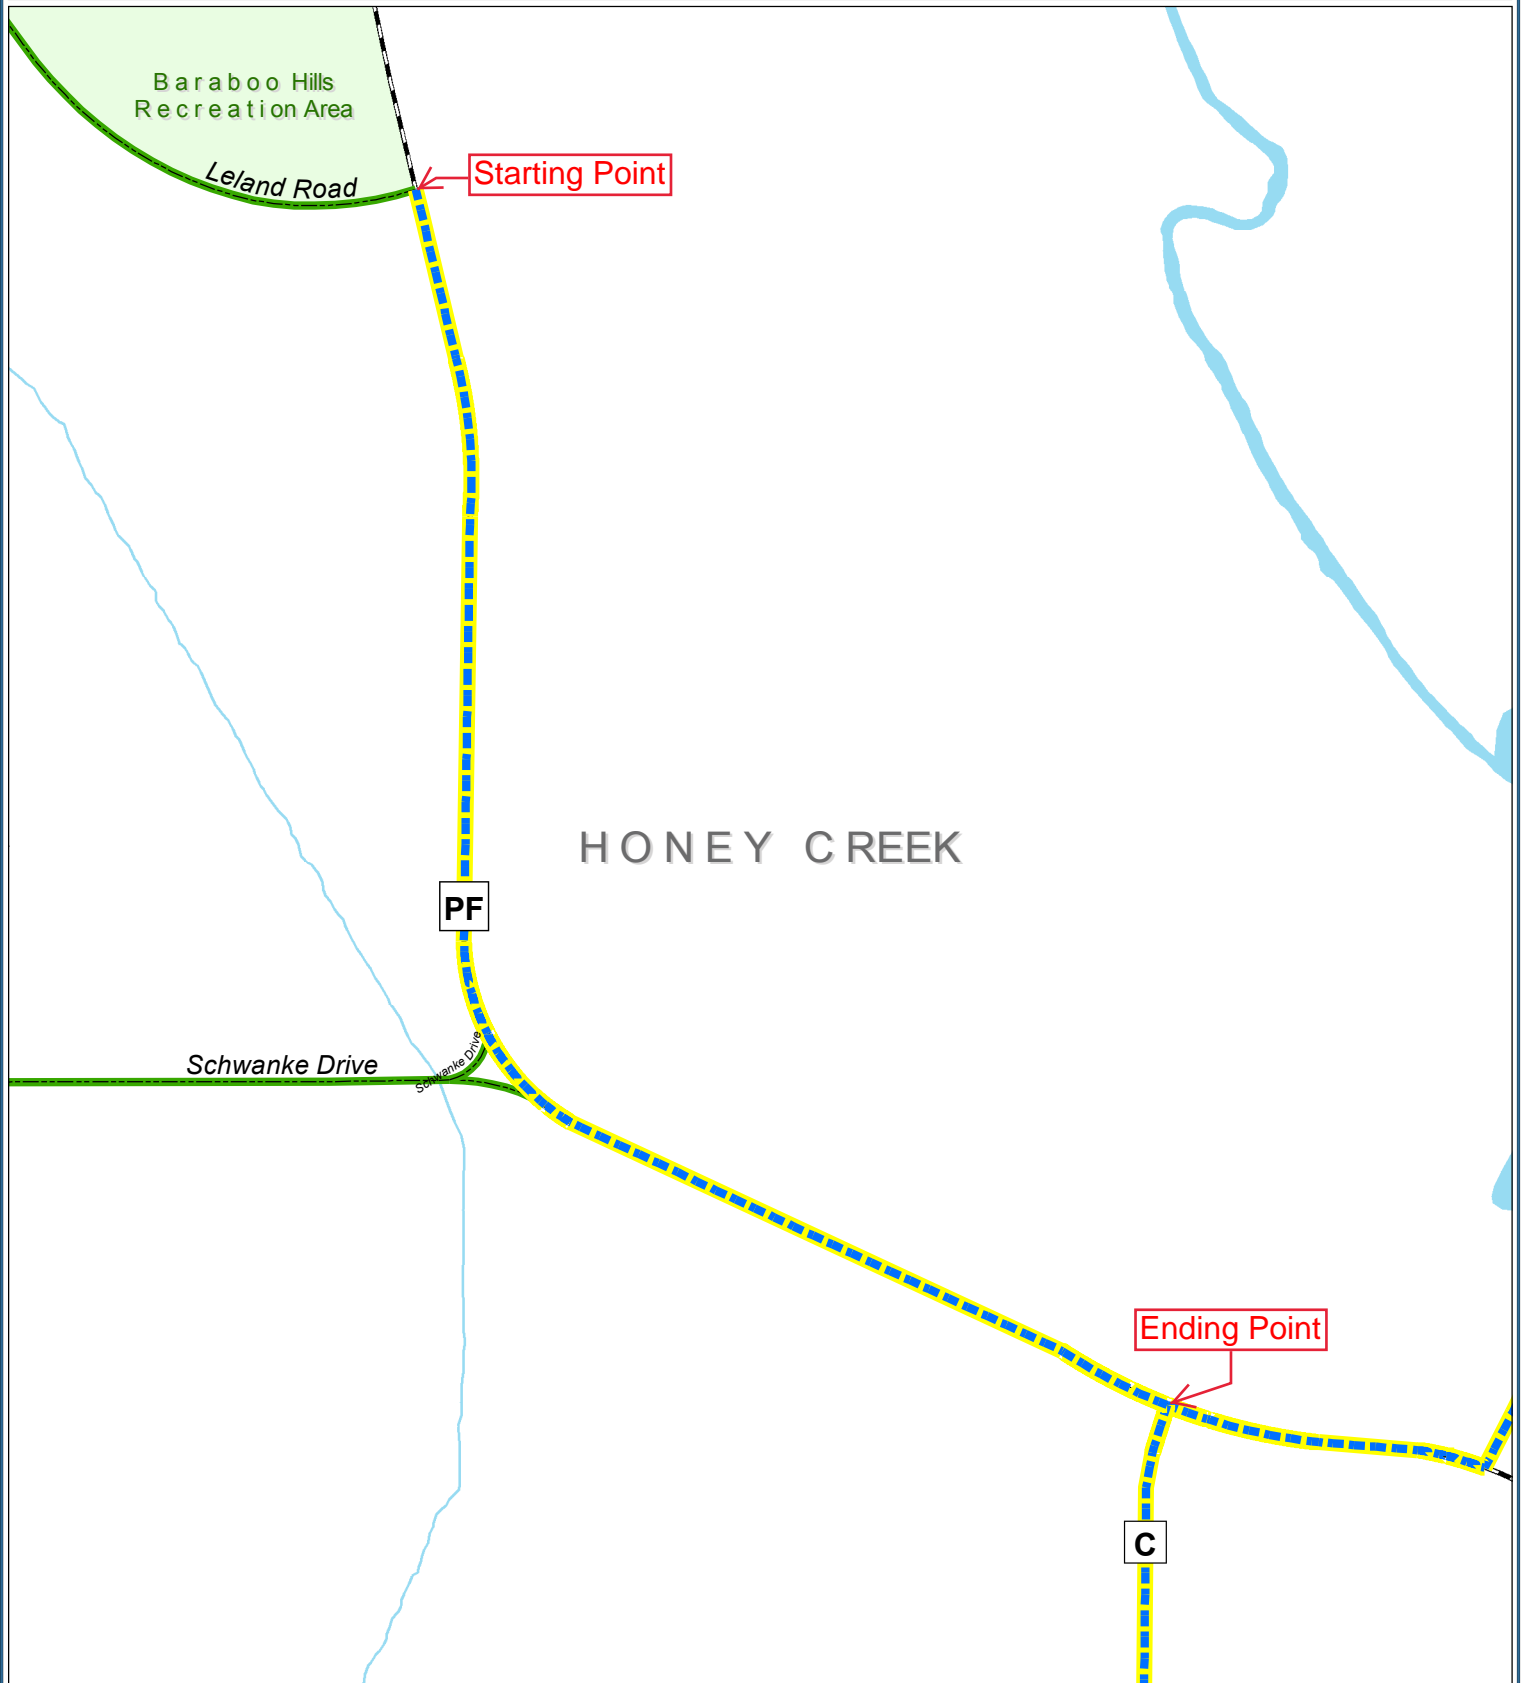 Baraboo Hills
Recreation Area
Leland Road
Starting Point
HONEY CREEK
PF
Schwanke Drive
Schwanke Drive
Ending Point
C